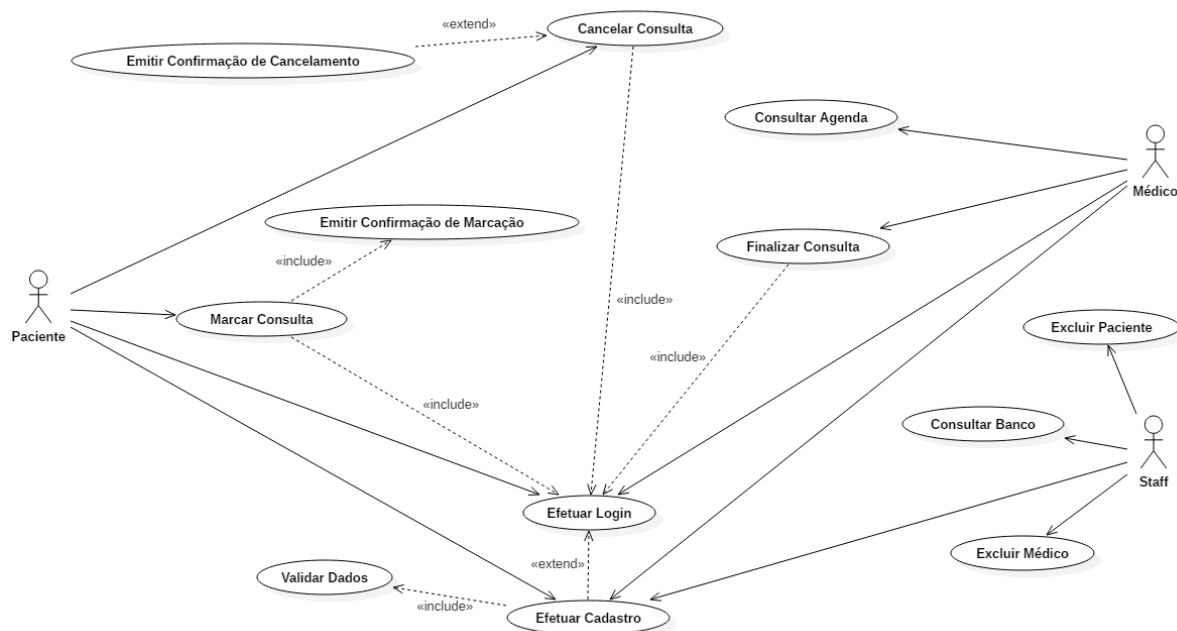 «extend»
Cancelar Consulta
Emitir Confirmação de Cancelamento
Consultar Agenda
Médico
Emitir Confirmação de Marcação
Finalizar Consulta
«include»
«include»
Paciente
Marcar Consulta
Excluir Paciente
«include»
«include»
Consultar Banco
Staff
Efetuar Login
Excluir Médico
«extend»
Validar Dados
«include»
Efetuar Cadastro